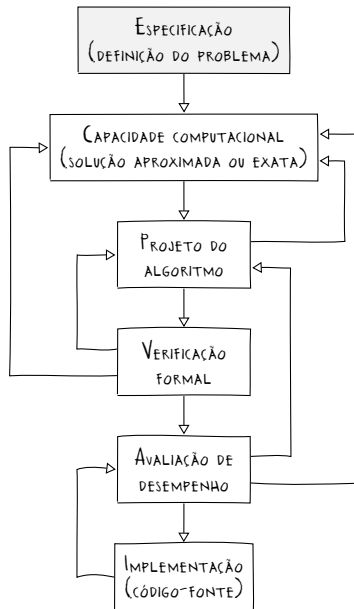 Especificação
(definição do problema)
Capacidade computacional
(solução aproximada ou exata)
Projeto do
algoritmo
Verificação
formal
Avaliação de
desempenho
Implementação
(código-fonte)